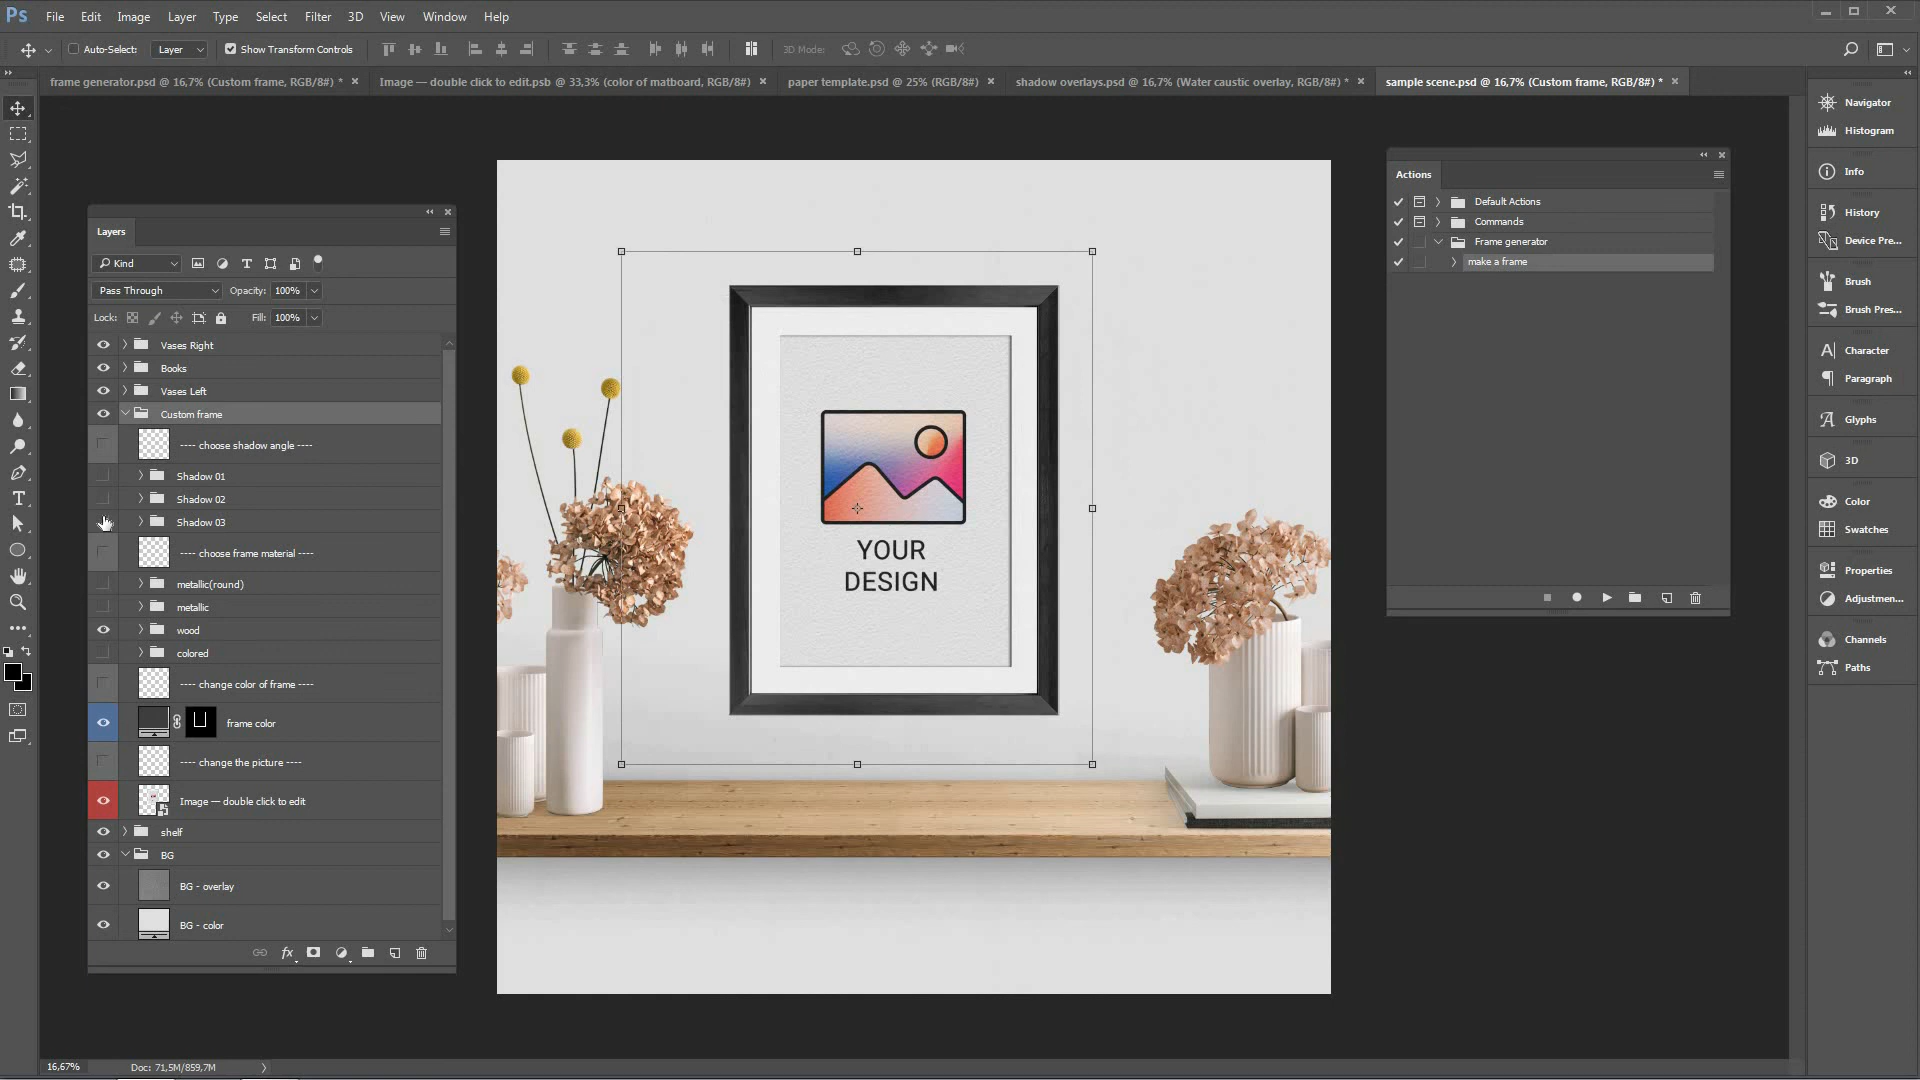 Ps File Edit Image Layer Type Select Filter 3D View Window Help
Auto-Select: Layer Show Transform Controls 3D Mode:
frame generator.psd @ 16,7% (Custom frame, RGB/8#) *
Image — double click to edit.psb @ 33,3% (color of matboard, RGB/8#)
paper template.psd @ 25% (RGB/8#)
shadow overlays.psd @ 16,7% (Water caustic overlay, RGB/8#) *
sample scene.psd @ 16,7% (Custom frame, RGB/8#) *
Layers
Kind
Pass Through Opacity: 100%
Lock: Fill: 100%
Vases Right
Books
Vases Left
Custom frame
---- choose shadow angle ----
Shadow 01
Shadow 02
Shadow 03
---- choose frame material ----
metallic(round)
metallic
wood
colored
---- change color of frame ----
frame color
---- change the picture ----
Image — double click to edit
shelf
BG
BG - overlay
BG - color
fx
YOUR
DESIGN
Actions
Default Actions
Commands
Frame generator
make a frame
Navigator
Histogram
Info
History
Device Pre...
Brush
Brush Pres...
Character
Paragraph
Glyphs
3D
Color
Swatches
Properties
Adjustmen...
Channels
Paths
16,67% Doc: 71,5M/859,7M